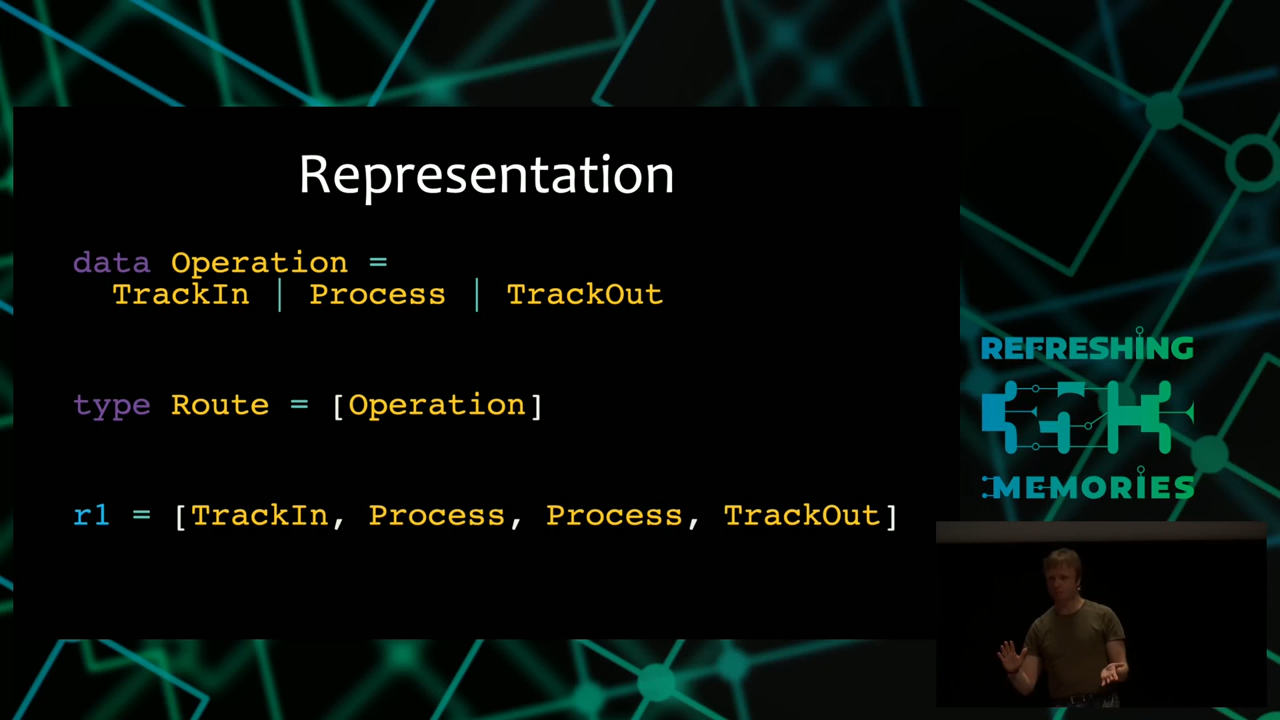 Representation
data Operation =
TrackIn | Process | TrackOut
type Route = [Operation]
r1 = [TrackIn, Process, Process, TrackOut]
REFRESHING
MEMORIES